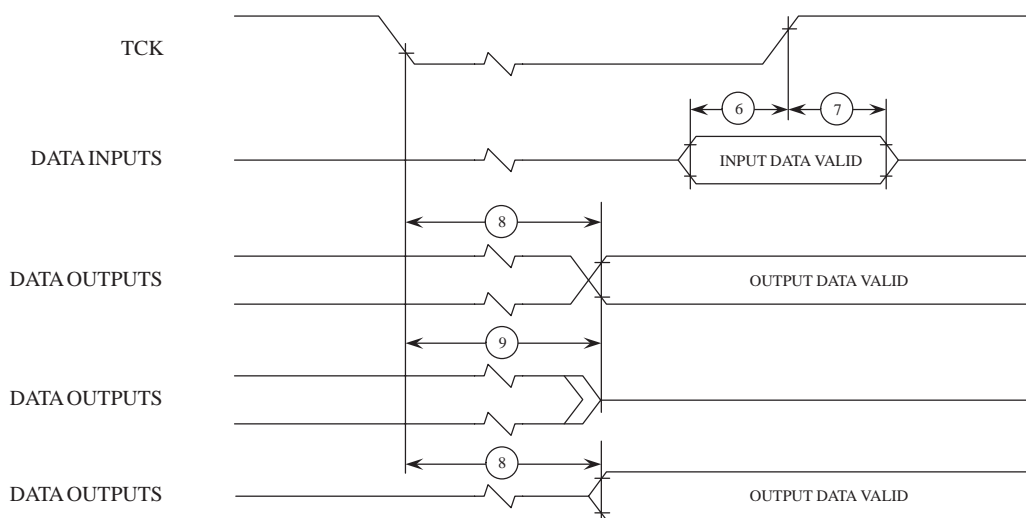 TCK
6
7
DATA INPUTS
INPUT DATA VALID
8
DATA OUTPUTS
OUTPUT DATA VALID
9
DATA OUTPUTS
8
DATA OUTPUTS
OUTPUT DATA VALID